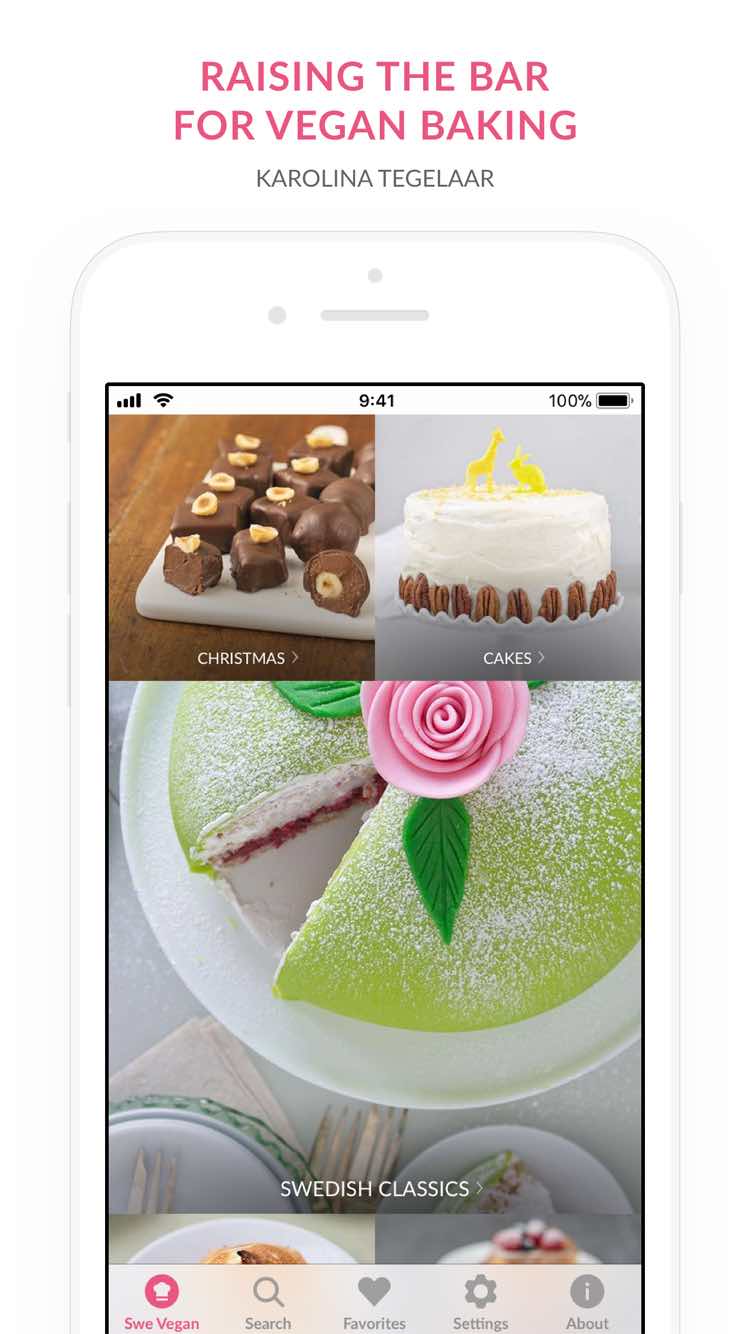 RAISING THE BAR
FOR VEGAN BAKING
KAROLINA TEGELAAR
9:41
100%
CHRISTMAS
CAKES
SWEDISH CLASSICS
Swe Vegan
Search
Favorites
Settings
About